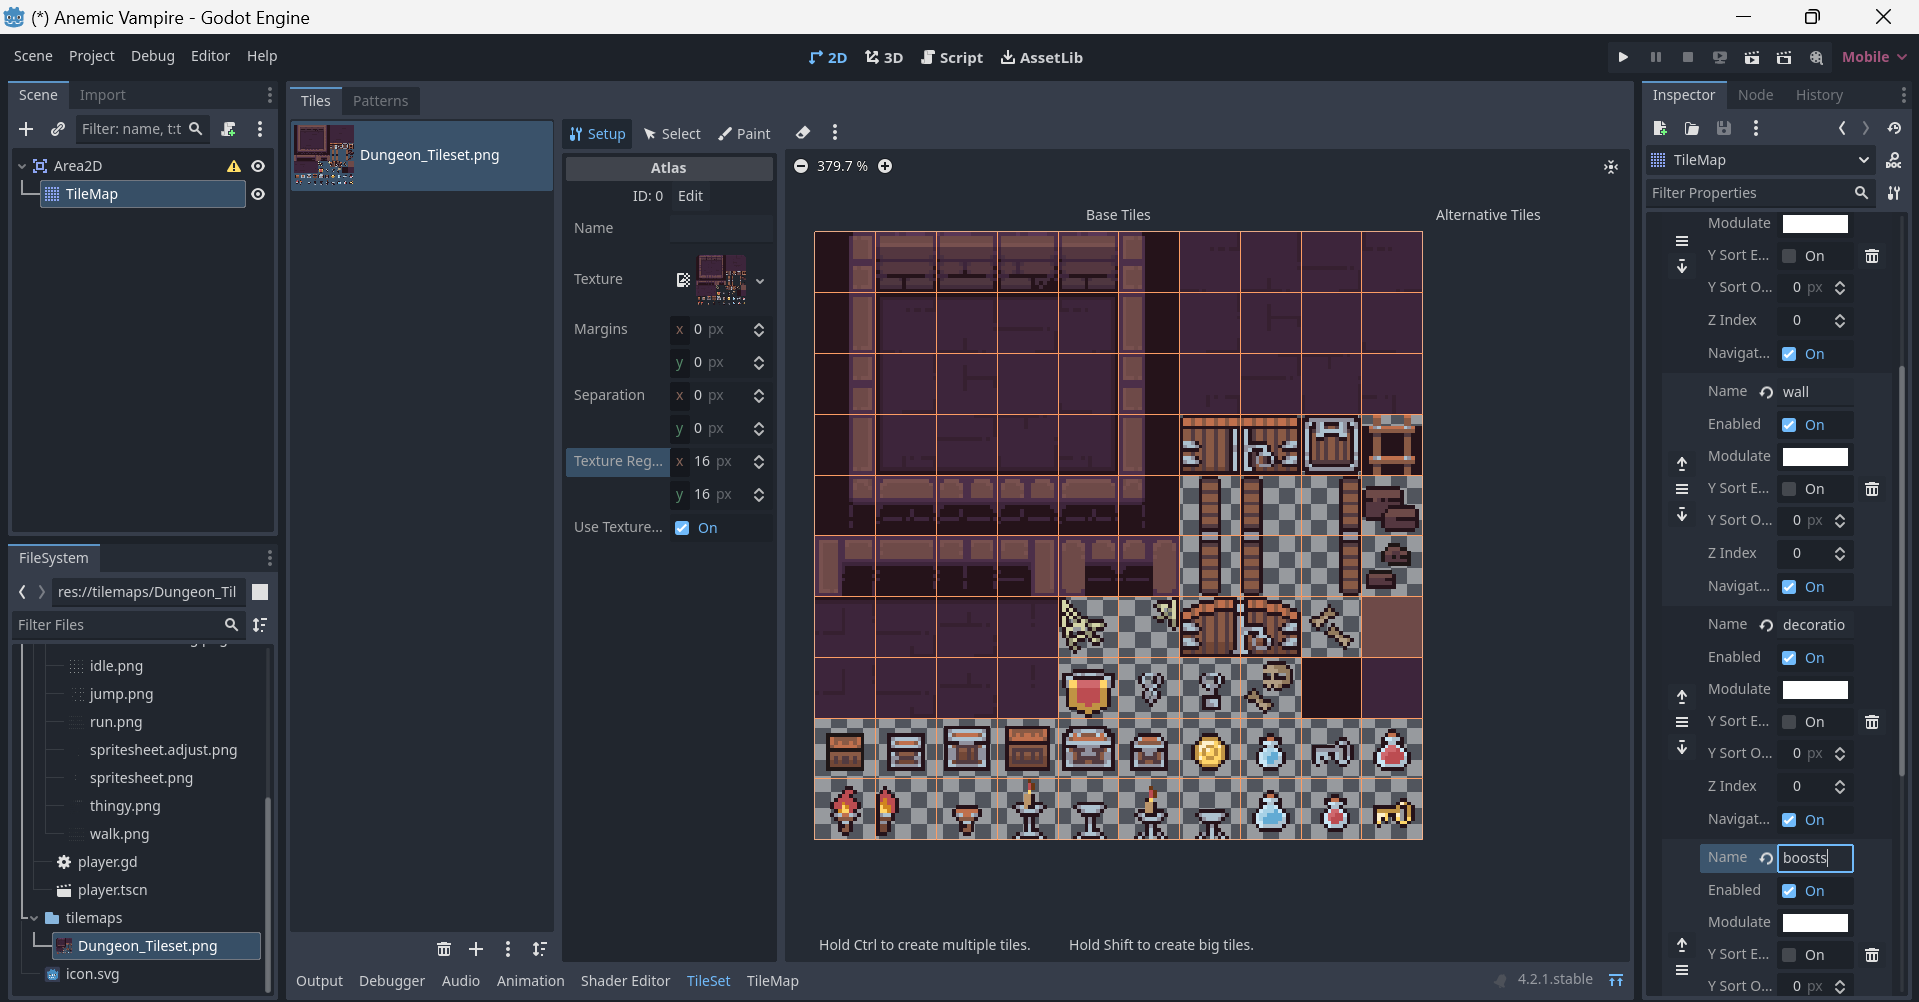 (*) Anemic Vampire - Godot Engine
Scene Project Debug Editor Help
2D 3D Script AssetLib
Mobile
Scene Import
Filter: name, t:t
Area2D
TileMap
FileSystem
res://tilemaps/Dungeon_Til
Filter Files
idle.png
jump.png
run.png
spritesheet.adjust.png
spritesheet.png
thingy.png
walk.png
player.gd
player.tscn
tilemaps
Dungeon_Tileset.png
icon.svg
Tiles Patterns
Dungeon_Tileset.png
Setup Select Paint
Atlas
ID: 0 Edit
Name
Texture
Margins x 0 px
y 0 px
Separation x 0 px
y 0 px
Texture Reg... x 16 px
y 16 px
Use Texture... On
379.7 %
Base Tiles
Alternative Tiles
Hold Ctrl to create multiple tiles. Hold Shift to create big tiles.
Output Debugger Audio Animation Shader Editor TileSet TileMap
4.2.1.stable
Inspector Node History
TileMap
Filter Properties
Modulate
Y Sort E... On
Y Sort O... 0 px
Z Index 0
Navigat... On
Name wall
Enabled On
Modulate
Y Sort E... On
Y Sort O... 0 px
Z Index 0
Navigat... On
Name decoratio
Enabled On
Modulate
Y Sort E... On
Y Sort O... 0 px
Z Index 0
Navigat... On
Name boosts
Enabled On
Modulate
Y Sort E... On
Y Sort O... 0 px